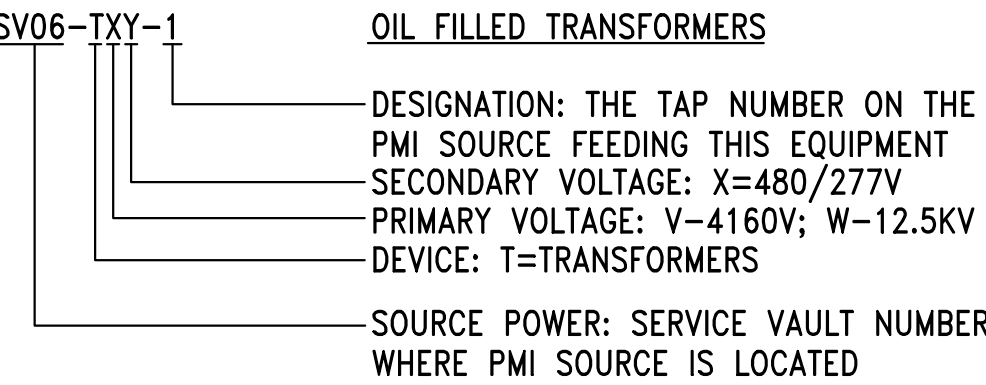 SV06-TXY-1
OIL FILLED TRANSFORMERS
DESIGNATION: THE TAP NUMBER ON THE
PMI SOURCE FEEDING THIS EQUIPMENT
SECONDARY VOLTAGE: X=480/277V
PRIMARY VOLTAGE: V-4160V; W-12.5KV
DEVICE: T=TRANSFORMERS
SOURCE POWER: SERVICE VAULT NUMBER
WHERE PMI SOURCE IS LOCATED